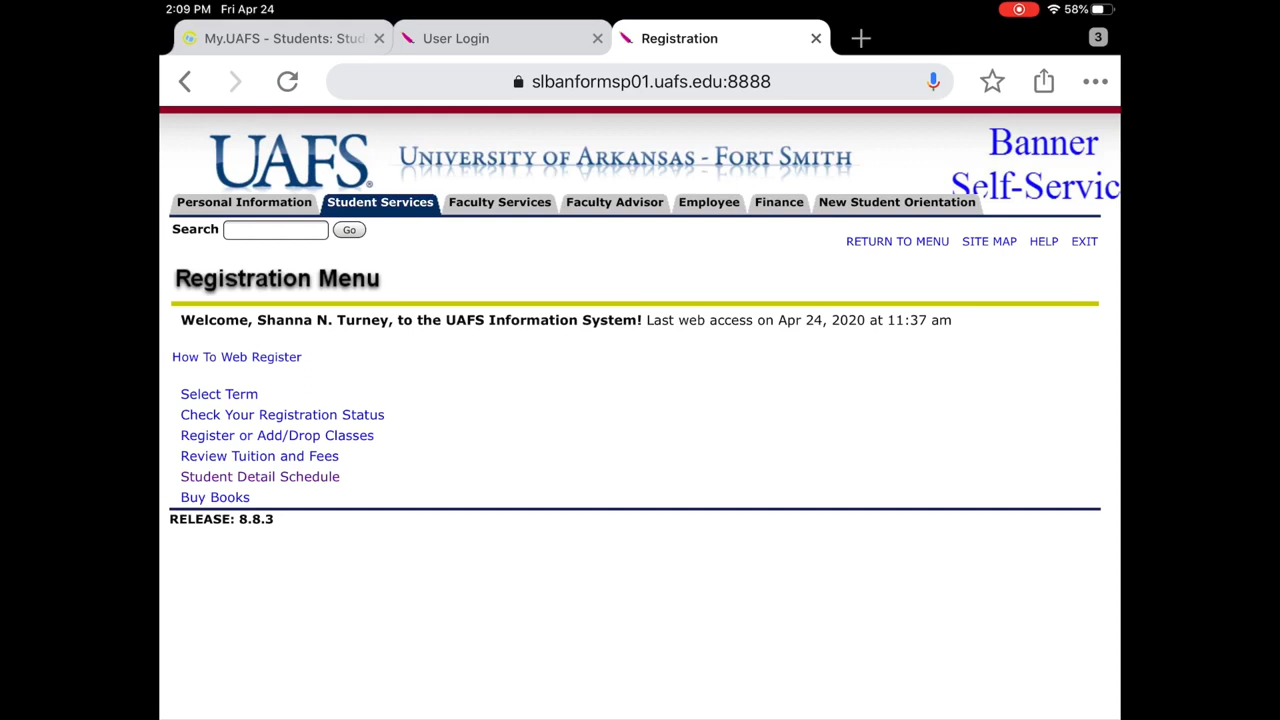 2:09 PM Fri Apr 24 58%
My.UAFS - Students: Stud User Login Registration 3
slbanformsp01.uafs.edu:8888
UAFS® UNIVERSITY OF ARKANSAS - FORT SMITH Banner
Self-Servic
Personal Information Student Services Faculty Services Faculty Advisor Employee Finance New Student Orientation
Search Go
RETURN TO MENU SITE MAP HELP EXIT
Registration Menu
Welcome, Shanna N. Turney, to the UAFS Information System! Last web access on Apr 24, 2020 at 11:37 am
How To Web Register
Select Term
Check Your Registration Status
Register or Add/Drop Classes
Review Tuition and Fees
Student Detail Schedule
Buy Books
RELEASE: 8.8.3